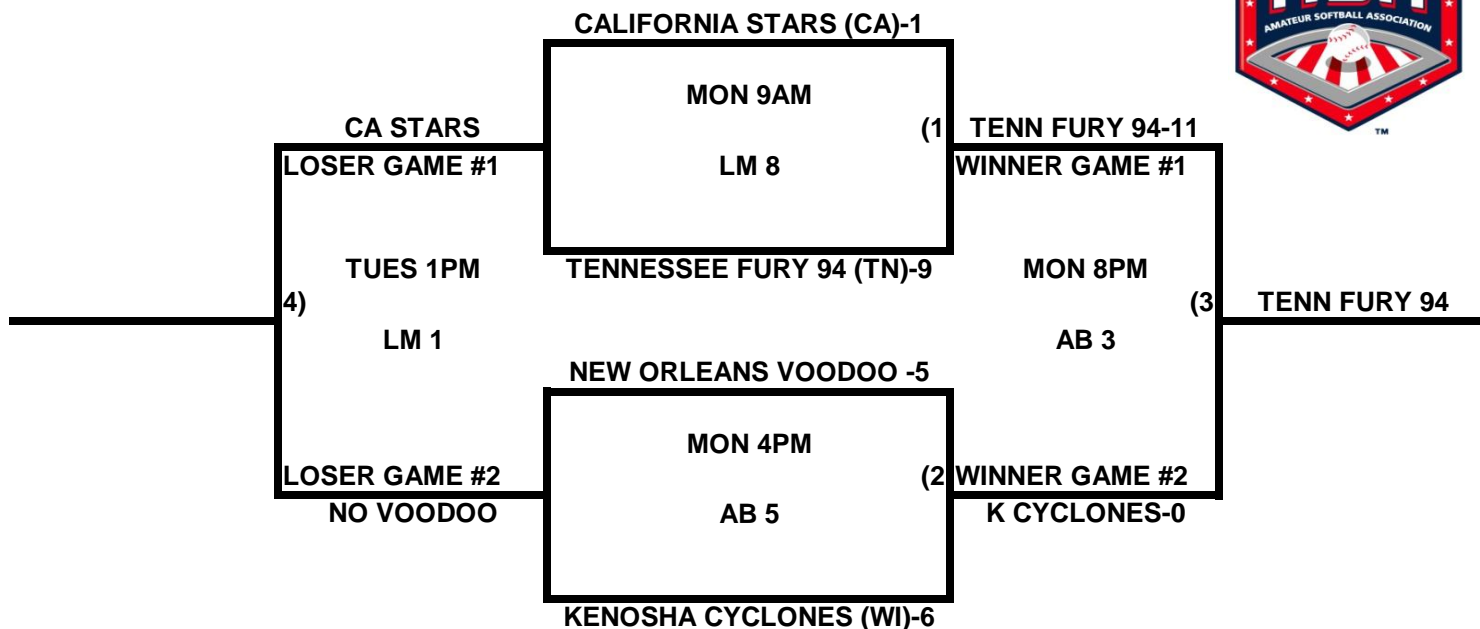 CALIFORNIA STARS (CA)-1
AMATEUR SOFTBALL ASSOCIATION
TM
MON 9AM
CA STARS
(1
TENN FURY 94-11
LOSER GAME #1
LM 8
WINNER GAME #1
TUES 1PM
TENNESSEE FURY 94 (TN)-9
MON 8PM
4)
(3
TENN FURY 94
LM 1
AB 3
NEW ORLEANS VOODOO -5
MON 4PM
LOSER GAME #2
(2
WINNER GAME #2
NO VOODOO
AB 5
K CYCLONES-0
KENOSHA CYCLONES (WI)-6